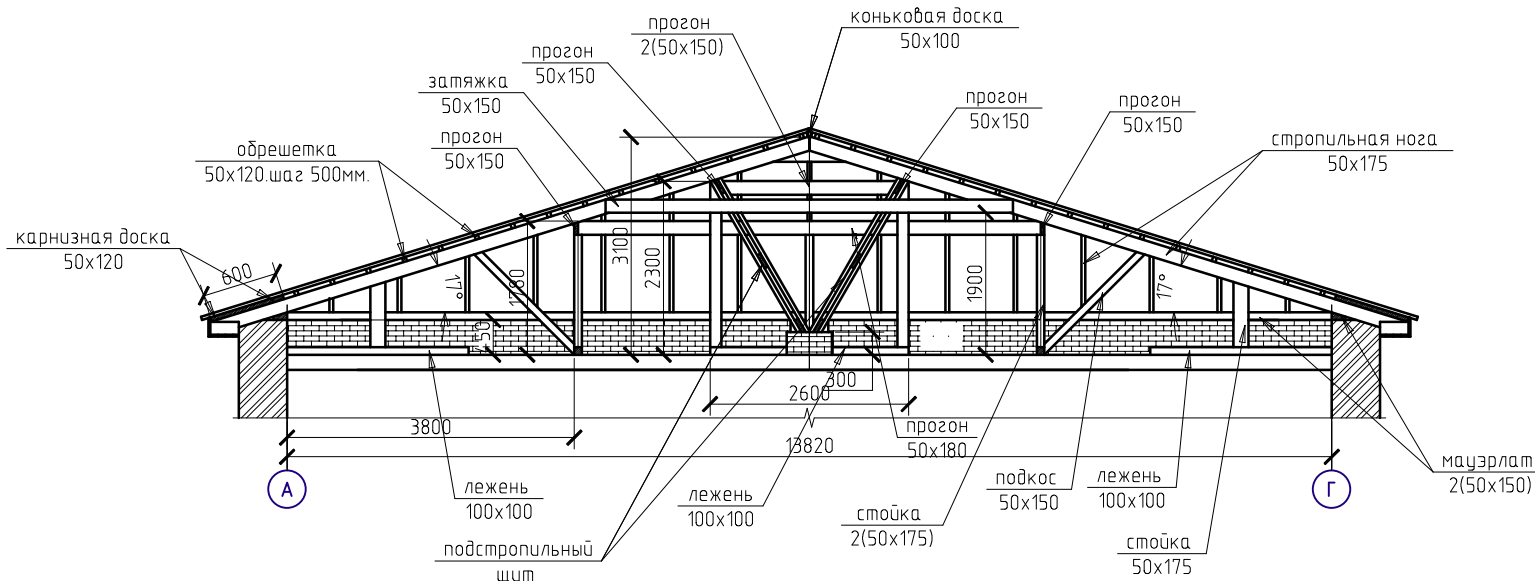 коньковая доска
50х100
прогон
2(50х150)
прогон
50х150
затяжка
50х150
прогон
50х150
прогон
50х150
прогон
50х150
обрешетка
50х120.шаг 500мм.
стропильная нога
50х175
карнизная доска
50х120
600
17°
1780
450
3100
2300
1900
17°
300
2600
3800
13820
прогон
50х180
А
Г
лежень
100х100
лежень
100х100
подкос
50х150
лежень
100х100
мауэрлат
2(50х150)
стойка
2(50х175)
стойка
50х175
подстропильный
щит